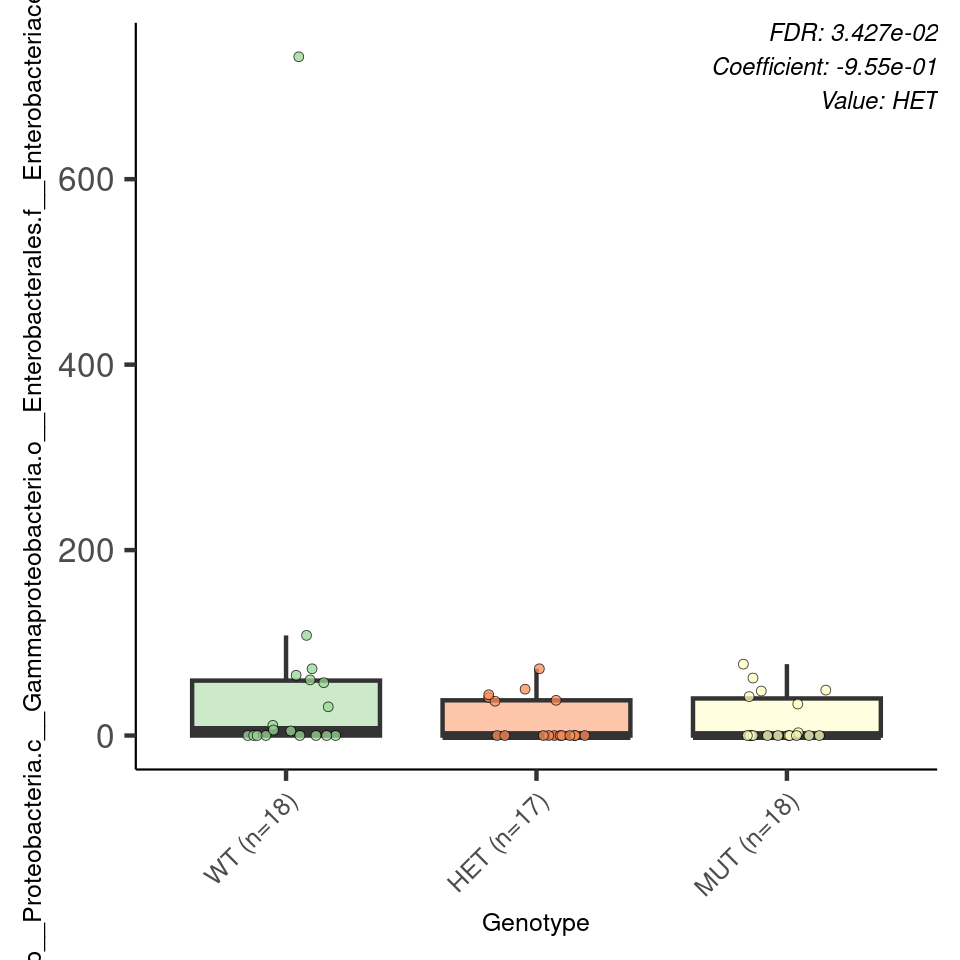 FDR: 3.427e-02
Coefficient: -9.55e-01
Value: HET
600
400
200
0
WT (n=18)
HET (n=17)
MUT (n=18)
Genotype
Proteobacteria.c__Gammaproteobacteria.o__Enterobacterales.f__Enterobacteriace